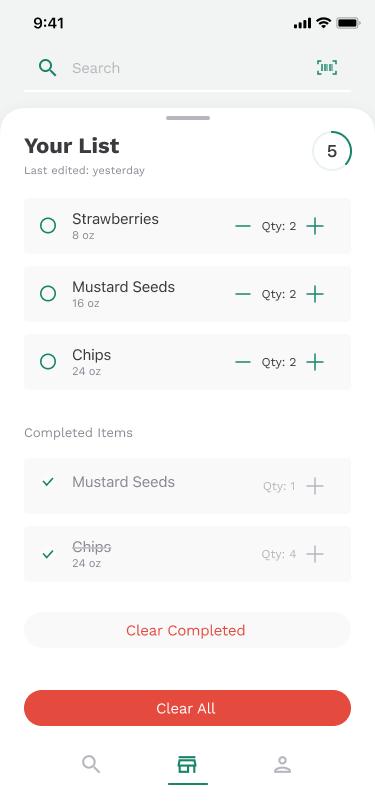 9:41
Search
Your List
5
Last edited: yesterday
Strawberries
8 oz
Qty: 2
Mustard Seeds
16 oz
Qty: 2
Chips
24 oz
Qty: 2
Completed Items
Mustard Seeds
Qty: 1
Chips
24 oz
Qty: 4
Clear Completed
Clear All